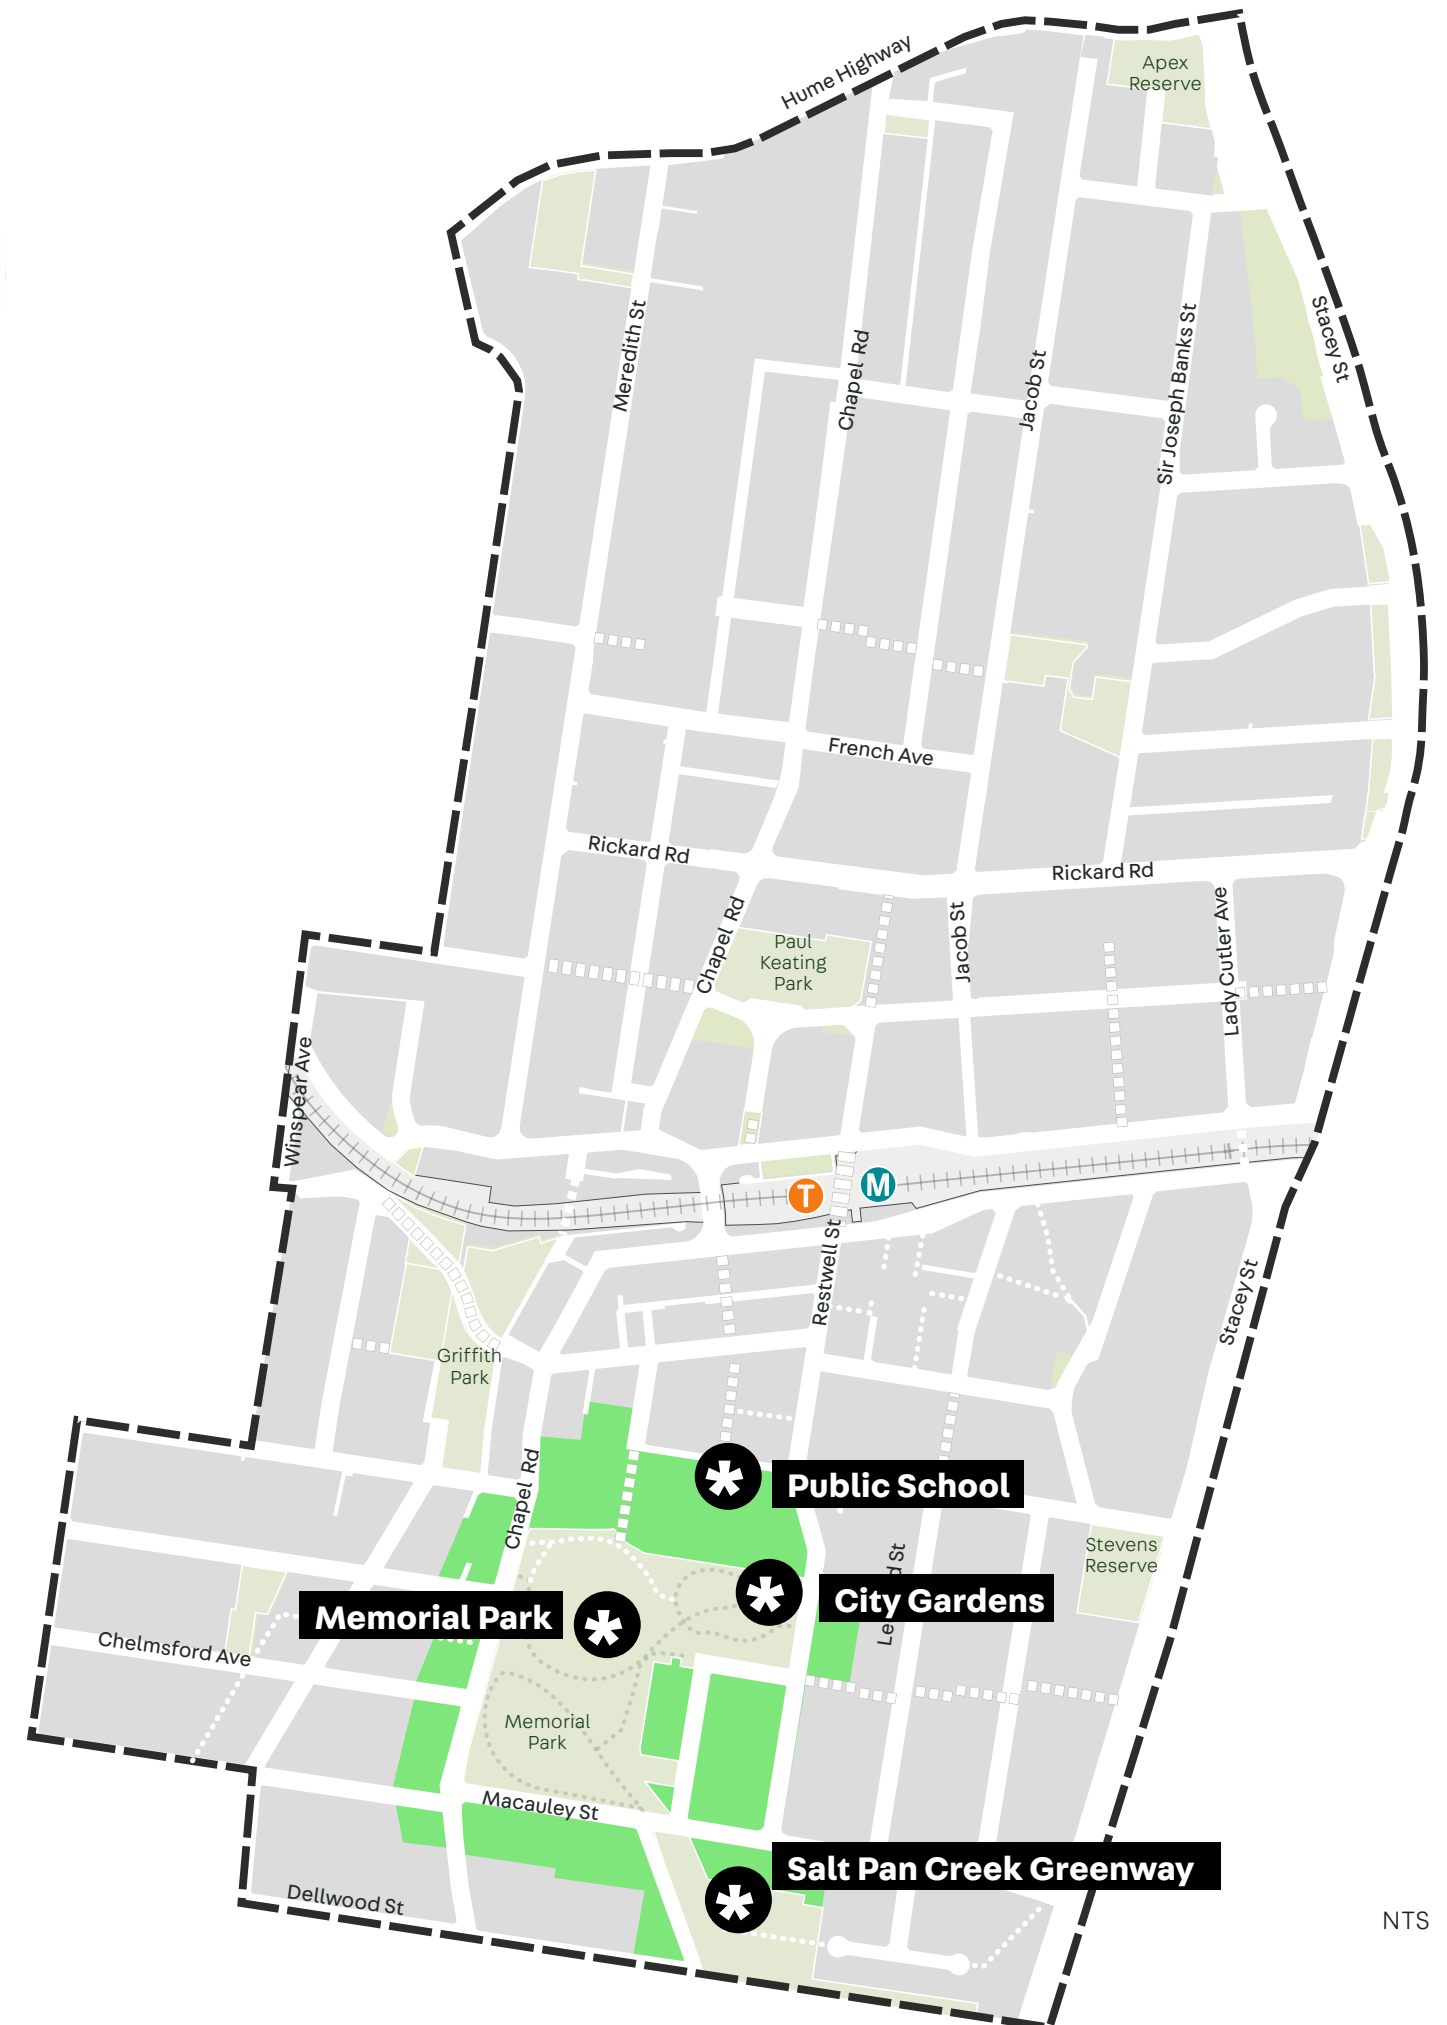 Hume Highway
Apex
Reserve
Meredith St
Chapel Rd
Jacob St
Sir Joseph Banks St
Stacey St
French Ave
Rickard Rd
Rickard Rd
Chapel Rd
Paul
Keating
Park
Jacob St
Lady Cutler Ave
Winspear Ave
T
M
Restwell St
Stacey St
Griffith
Park
Chapel Rd
Public School
Stevens
Reserve
City Gardens
Memorial Park
Chelmsford Ave
Memorial
Park
Macauley St
Salt Pan Creek Greenway
Dellwood St
NTS